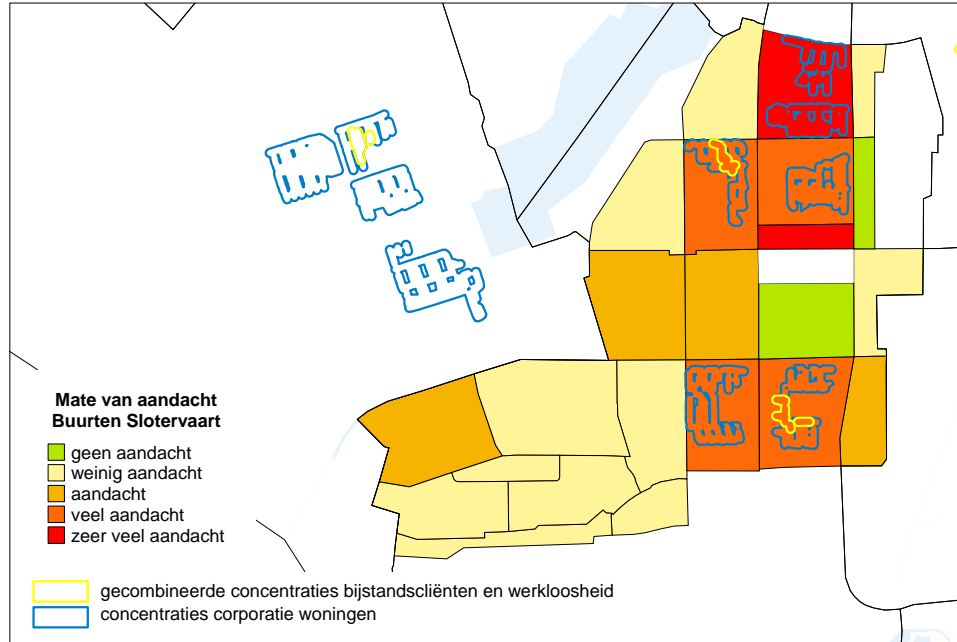 Mate van aandacht
Buurten Slotervaart
geen aandacht
weinig aandacht
aandacht
veel aandacht
zeer veel aandacht
gecombineerde concentraties bijstandscliënten en werkloosheid
concentraties corporatie woningen